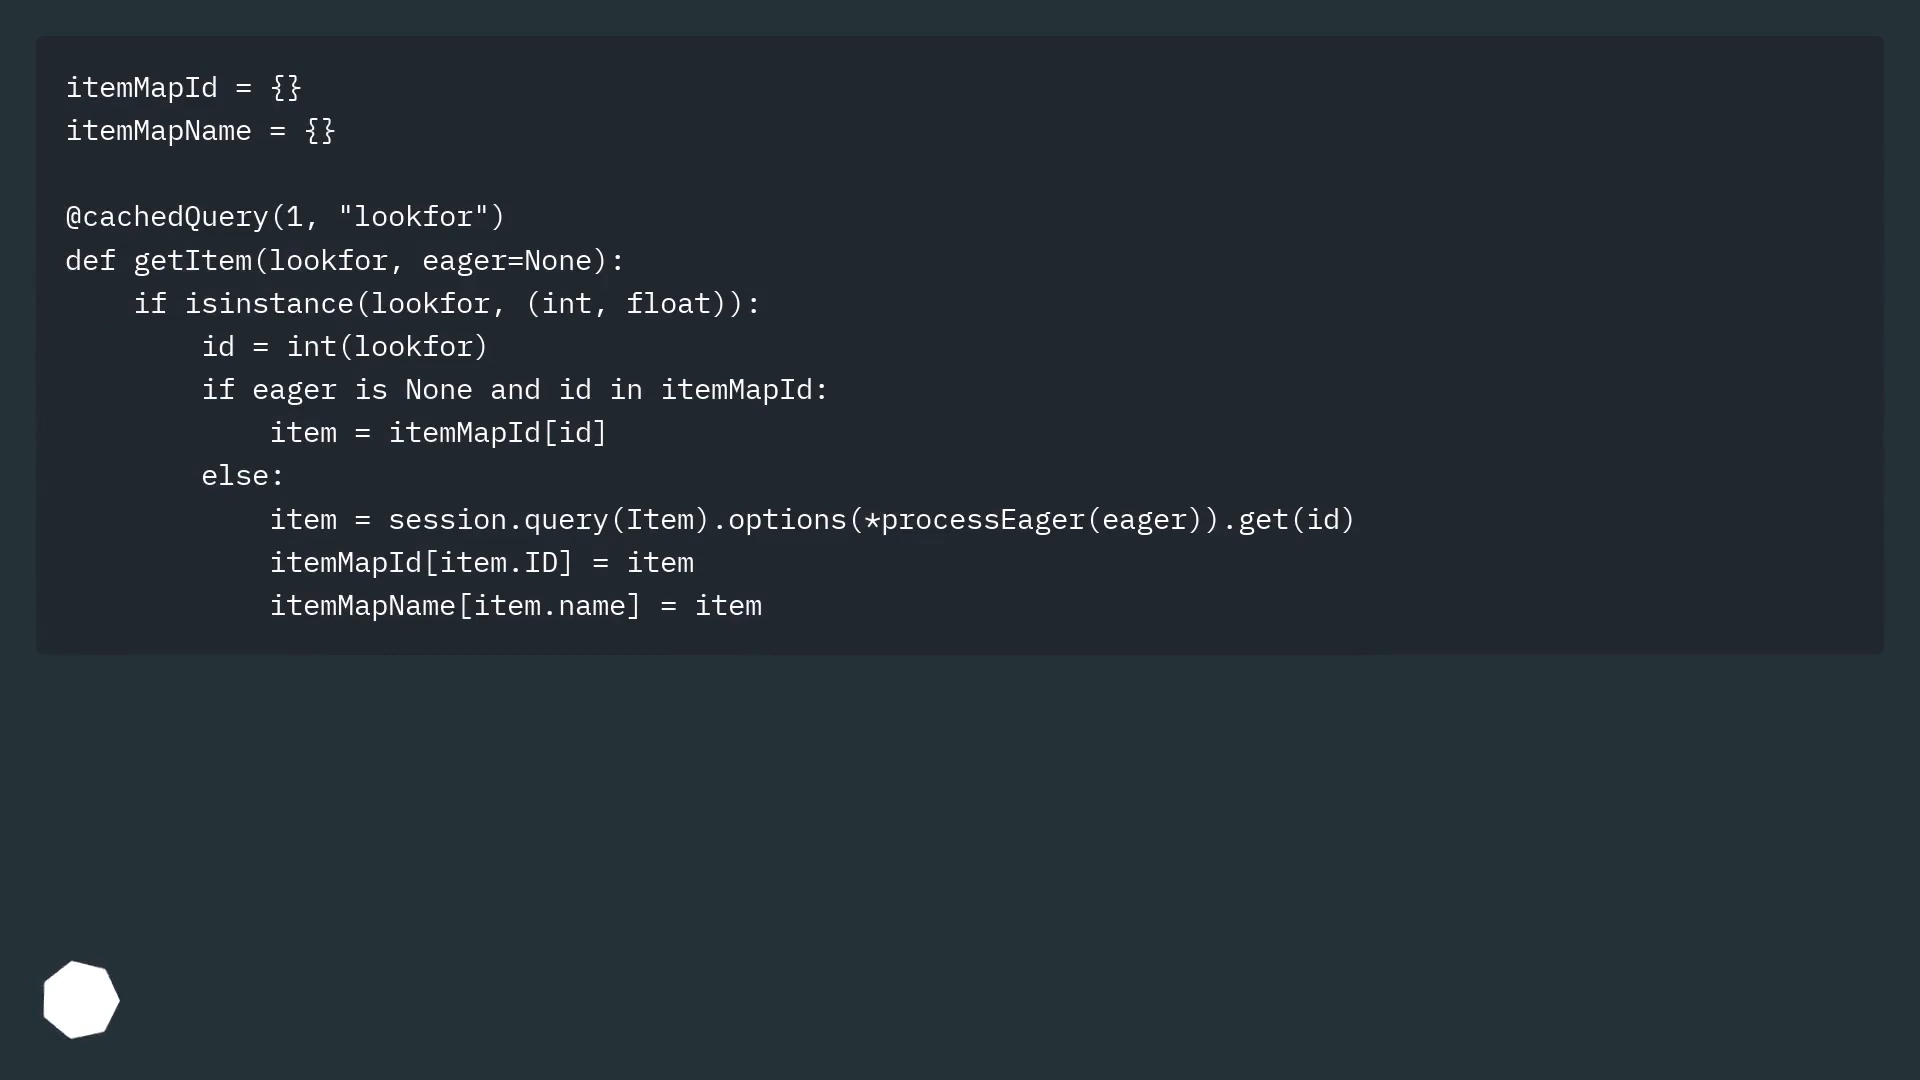 itemMapId = {}
itemMapName = {}

@cachedQuery(1, "lookfor")
def getItem(lookfor, eager=None):
    if isinstance(lookfor, (int, float)):
        id = int(lookfor)
        if eager is None and id in itemMapId:
            item = itemMapId[id]
        else:
            item = session.query(Item).options(*processEager(eager)).get(id)
            itemMapId[item.ID] = item
            itemMapName[item.name] = item